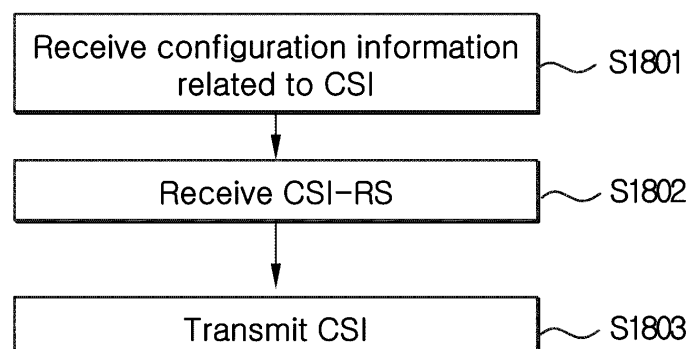 Receive configuration information
related to CSI
S1801
Receive CSI-RS
S1802
Transmit CSI
S1803